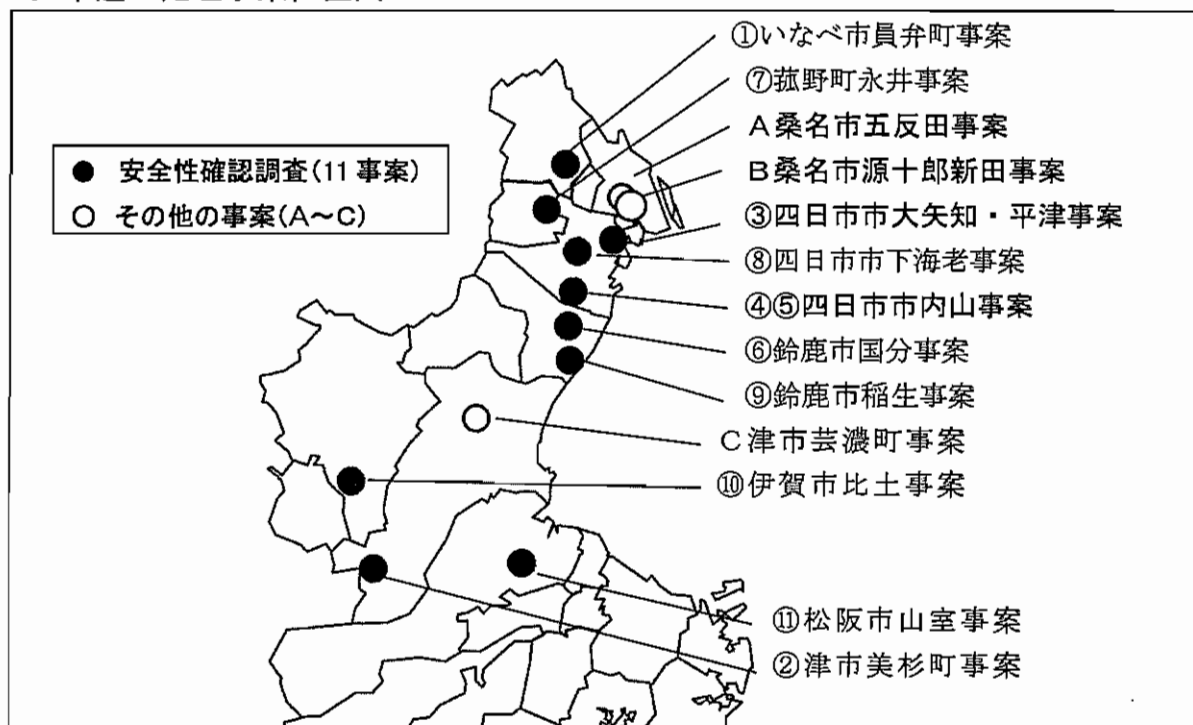 ①いなべ市員弁町事案
⑦菰野町永井事案
A桑名市五反田事案
B桑名市源十郎新田事案
③四日市市大矢知・平津事案
⑧四日市市下海老事案
④⑤四日市市内山事案
⑥鈴鹿市国分事案
⑨鈴鹿市稲生事案
C津市芸濃町事案
⑩伊賀市比土事案
⑪松阪市山室事案
②津市美杉町事案
● 安全性確認調査(11 事案)
○ その他の事案(A～C)